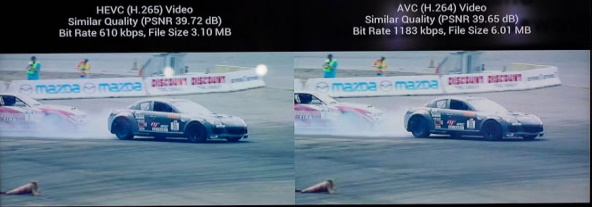 HEVC (H.265) Video
Similar Quality (PSNR 39.72 dB)
Bit Rate 610 kbps, File Size 3.10 MB
AVC (H.264) Video
Similar Quality (PSNR 39.65 dB)
Bit Rate 1183 kbps, File Size 6.01 MB
mazda mazda DISCOUNT DISCOUNT
mazda mazda DISCOUNT DISCOUNT